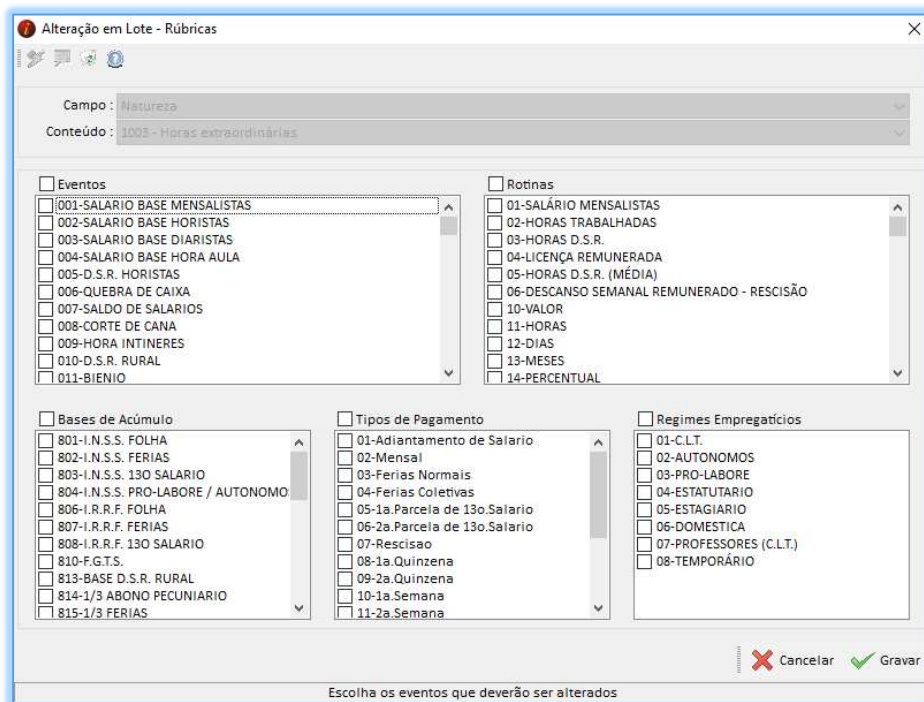 Alteração em Lote - Rúbricas
Campo : Natureza
Conteúdo : 1003 - Horas extraordinárias
Eventos
001-SALARIO BASE MENSALISTAS
002-SALARIO BASE HORISTAS
003-SALARIO BASE DIARISTAS
004-SALARIO BASE HORA AULA
005-D.S.R. HORISTAS
006-QUEBRA DE CAIXA
007-SALDO DE SALARIOS
008-CORTE DE CANA
009-HORA INTINERES
010-D.S.R. RURAL
011-BIENIO
Rotinas
01-SALÁRIO MENSALISTAS
02-HORAS TRABALHADAS
03-HORAS D.S.R.
04-LICENÇA REMUNERADA
05-HORAS D.S.R. (MÉDIA)
06-DESCANSO SEMANAL REMUNERADO - RESCISÃO
10-VALOR
11-HORAS
12-DIAS
13-MESES
14-PERCENTUAL
Bases de Acúmulo
801-I.N.S.S. FOLHA
802-I.N.S.S. FERIAS
803-I.N.S.S. 13O SALARIO
804-I.N.S.S. PRO-LABORE / AUTONOMO
806-I.R.R.F. FOLHA
807-I.R.R.F. FERIAS
808-I.R.R.F. 13O SALARIO
810-F.G.T.S.
813-BASE D.S.R. RURAL
814-1/3 ABONO PECUNIARIO
815-1/3 FERIAS
Tipos de Pagamento
01-Adiantamento de Salario
02-Mensal
03-Ferias Normais
04-Ferias Coletivas
05-1a.Parcela de 13o.Salario
06-2a.Parcela de 13o.Salario
07-Rescisao
08-1a.Quinzena
09-2a.Quinzena
10-1a.Semana
11-2a.Semana
Regimes Empregatícios
01-C.L.T.
02-AUTONOMOS
03-PRO-LABORE
04-ESTATUTARIO
05-ESTAGIARIO
06-DOMESTICA
07-PROFESSORES (C.L.T.)
08-TEMPORÁRIO
Cancelar
Gravar
Escolha os eventos que deverão ser alterados